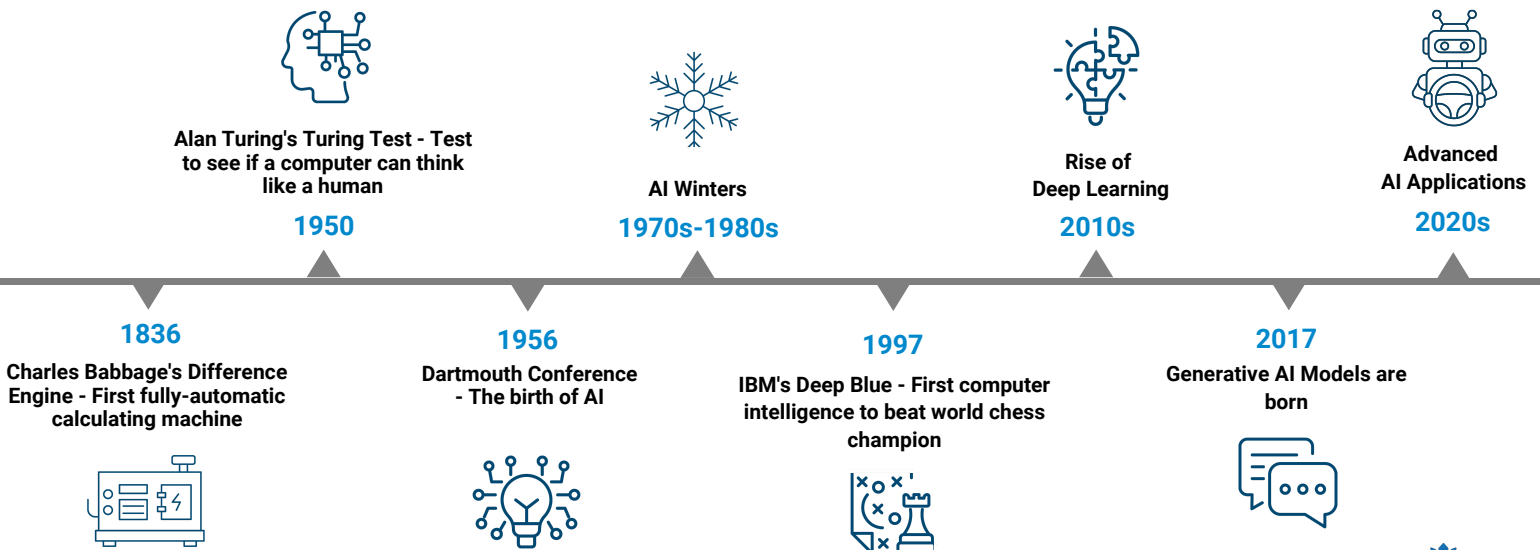 Alan Turing's Turing Test - Test
to see if a computer can think
like a human
1950
AI Winters
1970s-1980s
Rise of
Deep Learning
2010s
Advanced
AI Applications
2020s
1836
Charles Babbage's Difference
Engine - First fully-automatic
calculating machine
1956
Dartmouth Conference
- The birth of AI
1997
IBM's Deep Blue - First computer
intelligence to beat world chess
champion
2017
Generative AI Models are
born